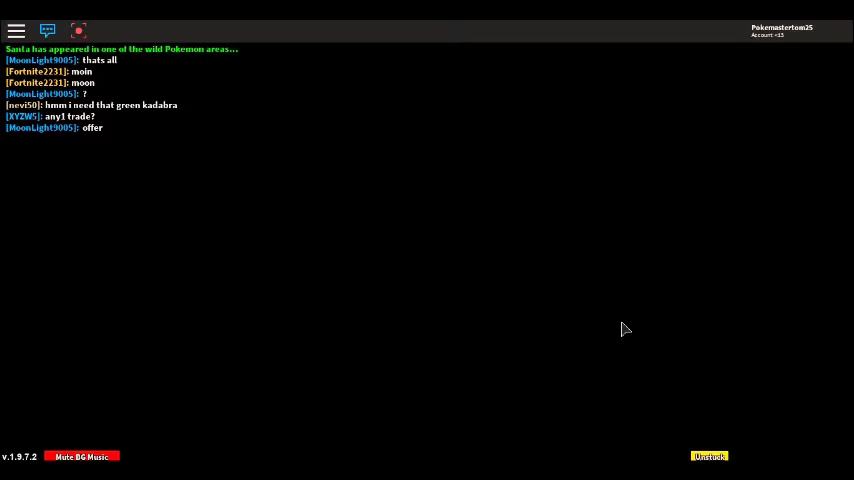 Pokemastertom25
Account <13
Santa has appeared in one of the wild Pokemon areas...
[MoonLight9005]: thats all
[Fortnite2231]: moin
[Fortnite2231]: moon
[MoonLight9005]: ?
[nevi50]: hmm i need that green kadabra
[XYZW5]: any1 trade?
[MoonLight9005]: offer
v.1.9.7.2
Mute BG Music
Unstuck